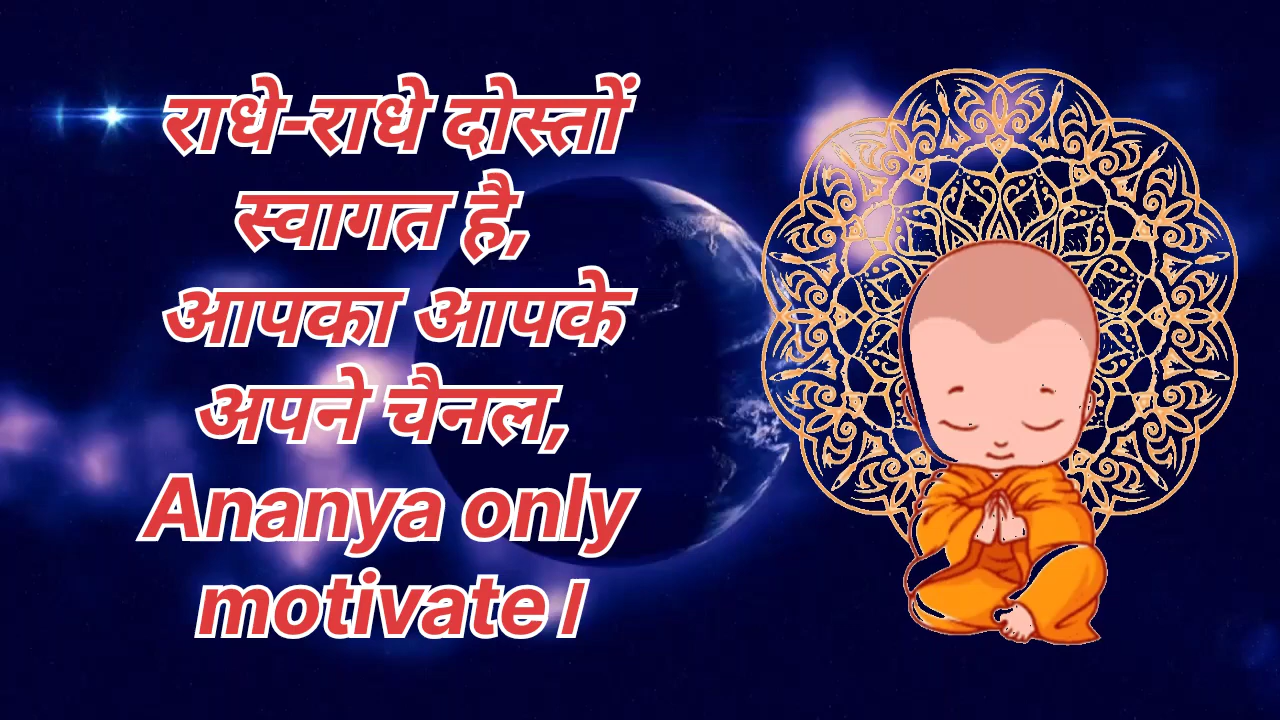 राधे-राधे दोस्तों
स्वागत है,
आपका आपके
अपने चैनल,
Ananya only
motivate।